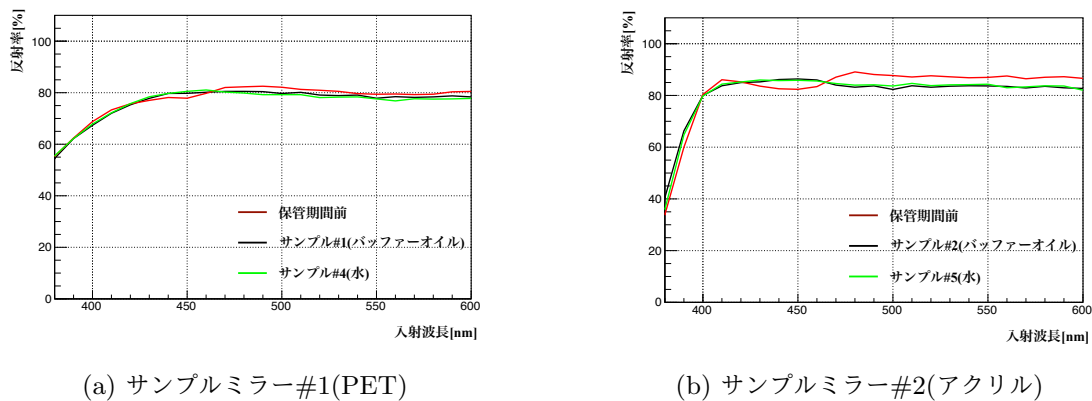 反射率[%]
100
80
60
40
20
0
400
450
500
550
600
入射波長[nm]
保管期間前
サンプル#1(バッファーオイル)
サンプル#4(水)
(a) サンプルミラー#1(PET)
反射率[%]
100
80
60
40
20
0
400
450
500
550
600
入射波長[nm]
保管期間前
サンプル#2(バッファーオイル)
サンプル#5(水)
(b) サンプルミラー#2(アクリル)